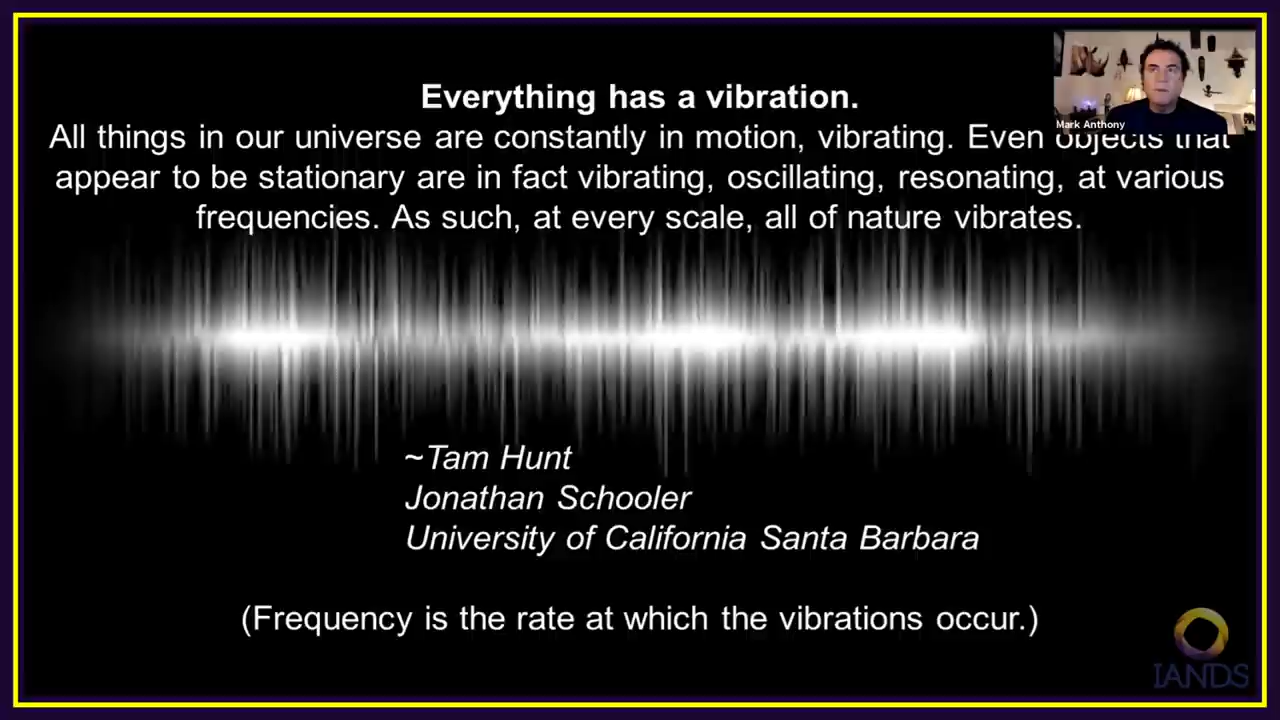 Everything has a vibration.
Mark Anthony
All things in our universe are constantly in motion, vibrating. Even objects that
appear to be stationary are in fact vibrating, oscillating, resonating, at various
frequencies. As such, at every scale, all of nature vibrates.
~Tam Hunt
Jonathan Schooler
University of California Santa Barbara
(Frequency is the rate at which the vibrations occur.)
IANDS